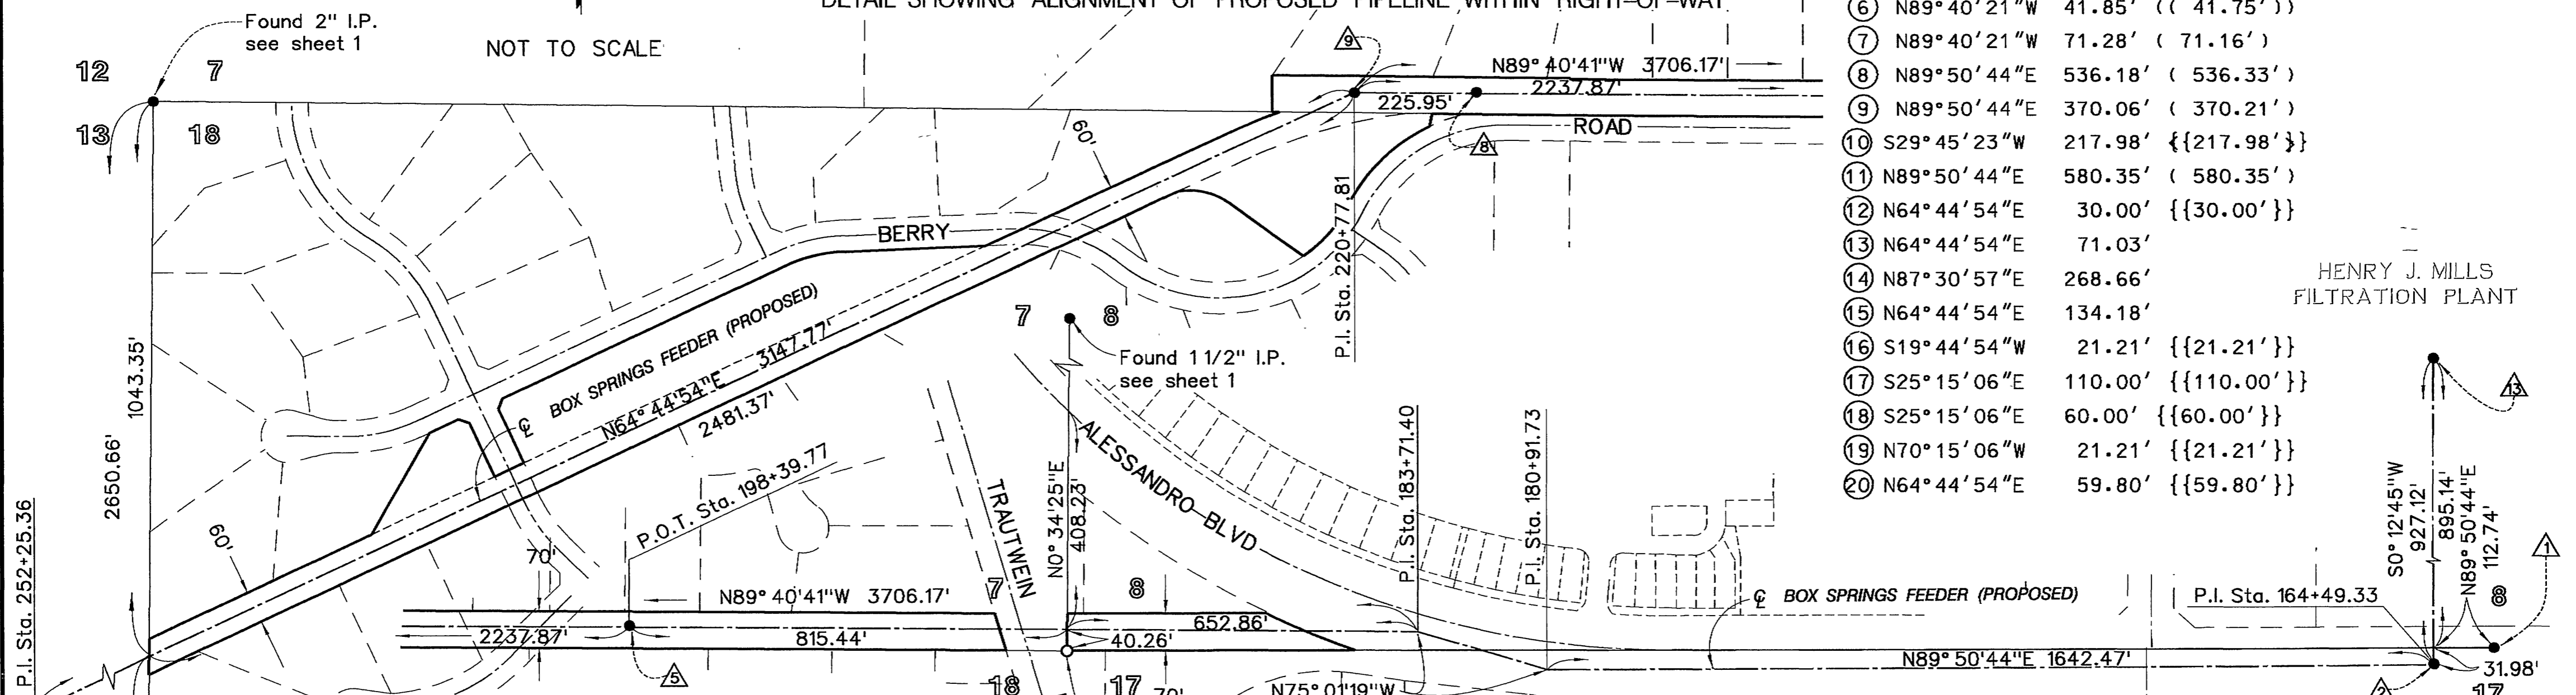 DETAIL SHOWING ALIGNMENT OF PROPOSED PIPELINE WITHIN RIGHT-OF-WAY
Found 2" I.P.
see sheet 1
NOT TO SCALE
12
7
13
18
9
N89°40'41"W 3706.17'
2237.87'
225.95'
ROAD
8
60'
P.I. Sta. 220+77.81
BERRY
1043.35'
2650.66'
BOX SPRINGS FEEDER (PROPOSED)
N64°44'54"E 3147.77'
2481.37'
7
8
Found 1 1/2" I.P.
see sheet 1
6 N89°40'21"W 41.85' (( 41.75'))
7 N89°40'21"W 71.28' ( 71.16')
8 N89°50'44"E 536.18' ( 536.33')
9 N89°50'44"E 370.06' ( 370.21')
10 S29°45'23"W 217.98' {{217.98'}}
11 N89°50'44"E 580.35' ( 580.35')
12 N64°44'54"E 30.00' {{30.00'}}
13 N64°44'54"E 71.03'
14 N87°30'57"E 268.66'
15 N64°44'54"E 134.18'
16 S19°44'54"W 21.21' {{21.21'}}
17 S25°15'06"E 110.00' {{110.00'}}
18 S25°15'06"E 60.00' {{60.00'}}
19 N70°15'06"W 21.21' {{21.21'}}
20 N64°44'54"E 59.80' {{59.80'}}
HENRY J. MILLS
FILTRATION PLANT
13
P.I. Sta. 252+25.36
60'
70'
P.O.T. Sta. 198+39.77
TRAUTWEIN
N0°34'25"E
408.23'
ALESSANDRO BLVD
P.I. Sta. 183+71.40
P.I. Sta. 180+91.73
N89°40'41"W 3706.17'
7
8
2237.87'
815.44'
652.86'
40.26'
5
18
17
70'
N75°01'19"W
BOX SPRINGS FEEDER (PROPOSED)
P.I. Sta. 164+49.33
S0°12'45"W
927.12'
895.14'
N89°50'44"E
112.74'
1
8
N89°50'44"E 1642.47'
31.98'
2
17